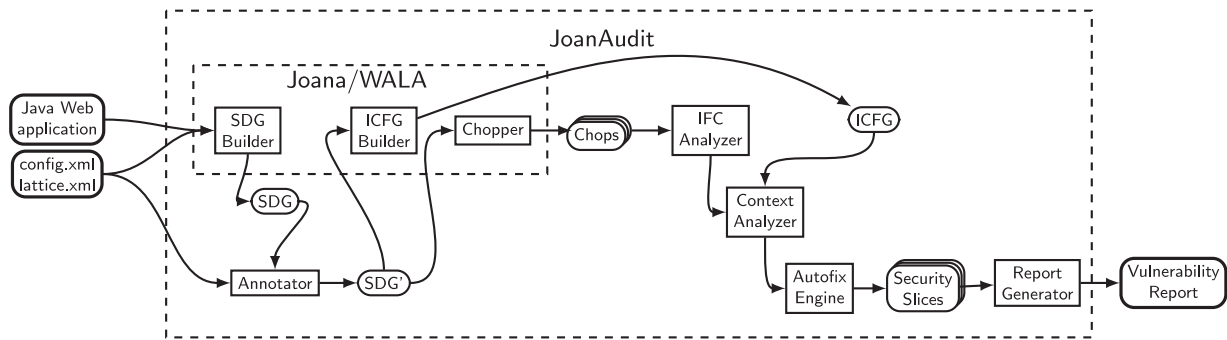 JoanAudit
Joana/WALA
Java Web
application
config.xml
lattice.xml
SDG
Builder
ICFG
Builder
Chopper
Chops
IFC
Analyzer
ICFG
SDG
Context
Analyzer
Annotator
SDG'
Autofix
Engine
Security
Slices
Report
Generator
Vulnerability
Report